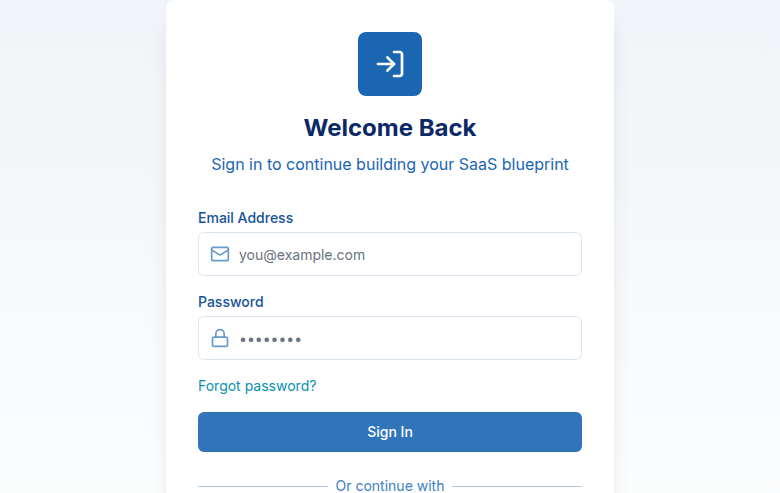 Welcome Back
Sign in to continue building your SaaS blueprint
Email Address
you@example.com
Password
••••••••
Forgot password?
Sign In
Or continue with